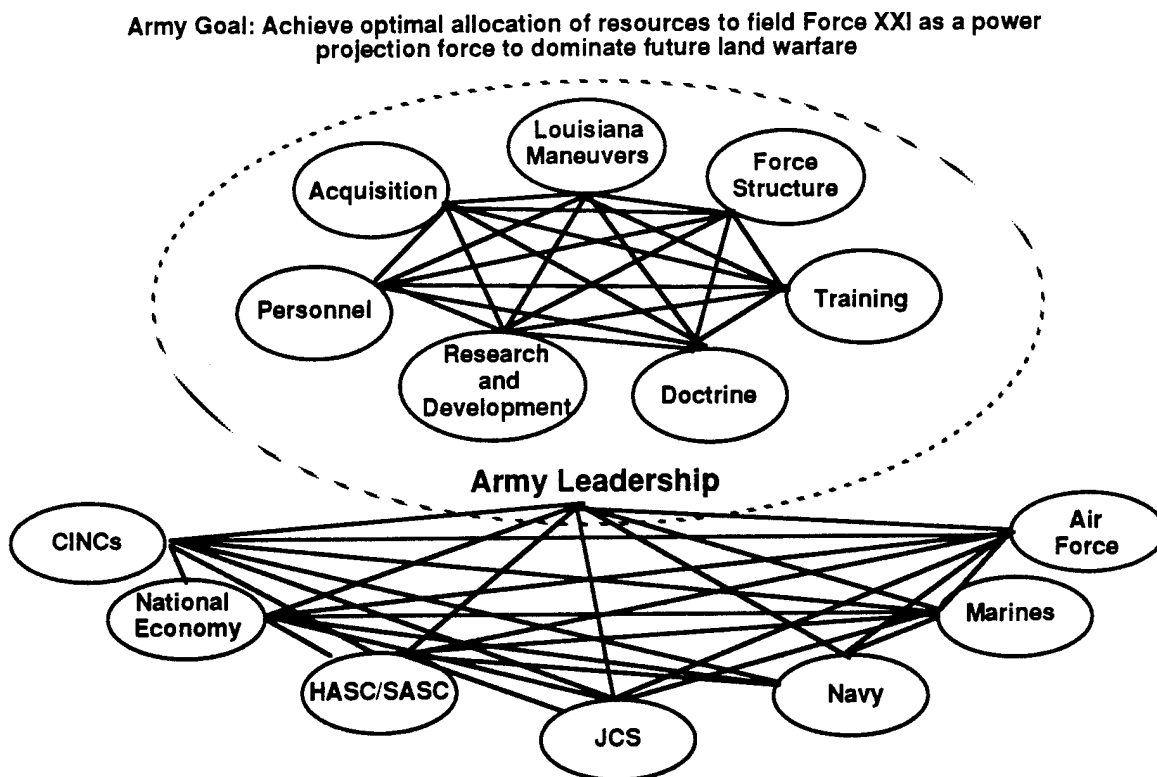 Army Goal: Achieve optimal allocation of resources to field Force XXI as a power
projection force to dominate future land warfare
Louisiana
Maneuvers
Force
Structure
Acquisition
Personnel
Training
Research
and
Development
Doctrine
Army Leadership
CINCs
Air
Force
National
Economy
Marines
HASC/SASC
Navy
JCS